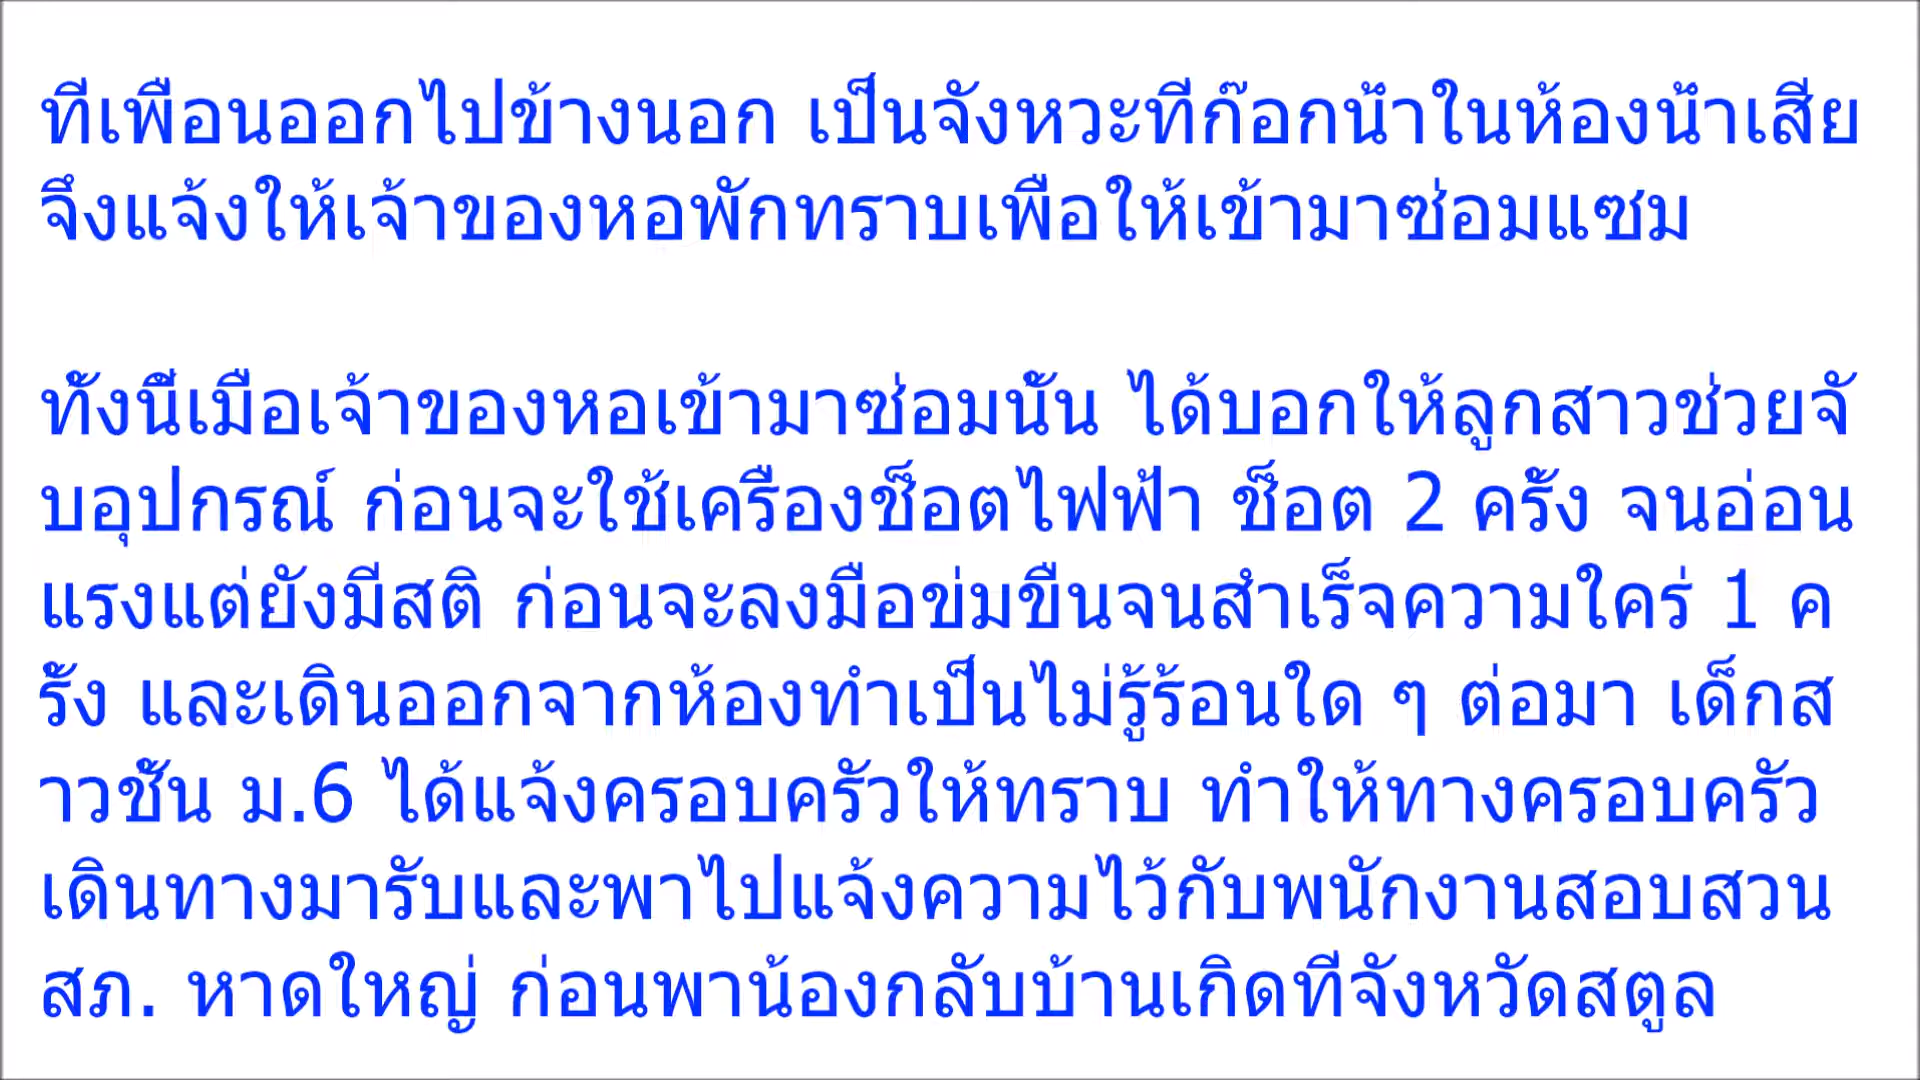 ที่เพื่อนออกไปข้างนอก เป็นจังหวะที่ก๊อกน้ำในห้องน้ำเสีย
จึงแจ้งให้เจ้าของหอพักทราบเพื่อให้เข้ามาซ่อมแซม
ทั้งนี้เมื่อเจ้าของหอเข้ามาซ่อมนั้น ได้บอกให้ลูกสาวช่วยจั
บอุปกรณ์ ก่อนจะใช้เครื่องช็อตไฟฟ้า ช็อต 2 ครั้ง จนอ่อน
แรงแต่ยังมีสติ ก่อนจะลงมือข่มขืนจนสำเร็จความใคร่ 1 ค
รั้ง และเดินออกจากห้องทำเป็นไม่รู้ร้อนใด ๆ ต่อมา เด็กส
าวชั้น ม.6 ได้แจ้งครอบครัวให้ทราบ ทำให้ทางครอบครัว
เดินทางมารับและพาไปแจ้งความไว้กับพนักงานสอบสวน
สภ. หาดใหญ่ ก่อนพาน้องกลับบ้านเกิดที่จังหวัดสตูล